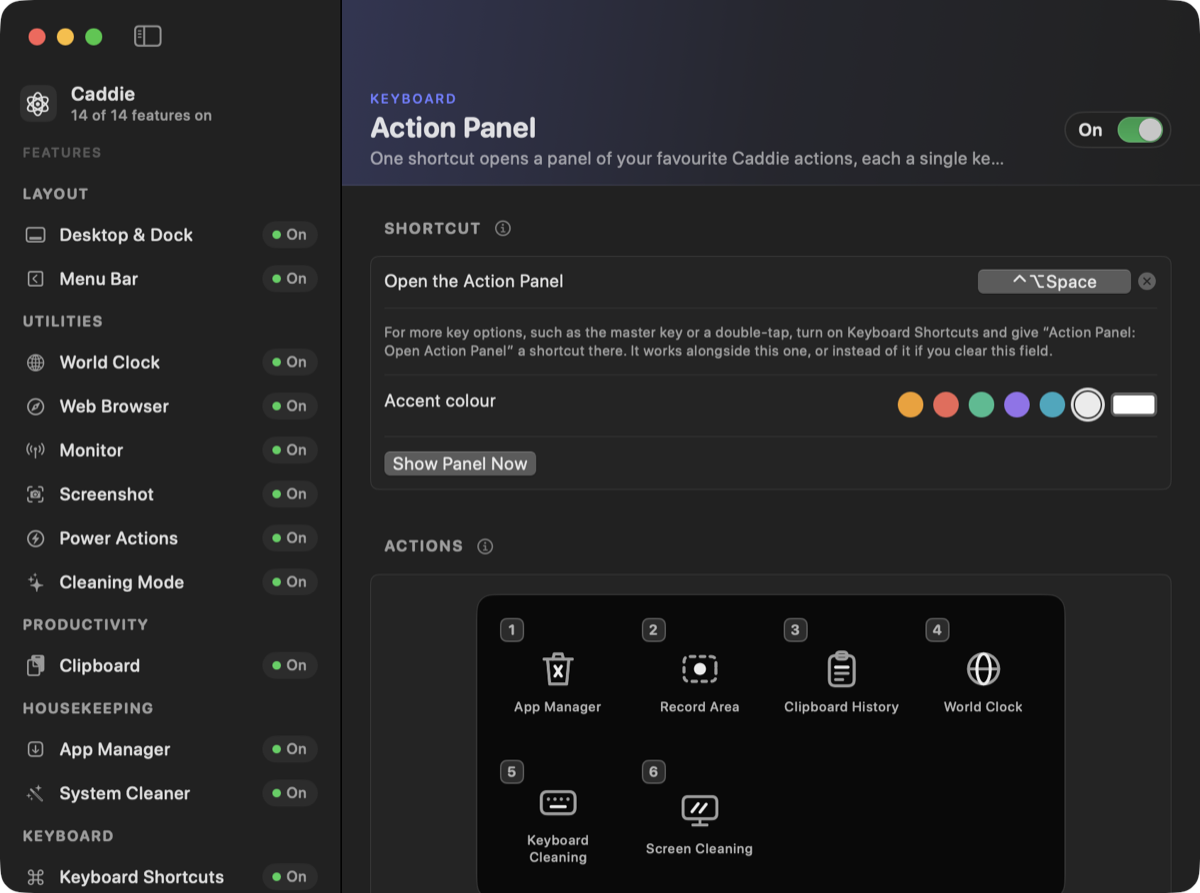 Caddie
14 of 14 features on
FEATURES
LAYOUT
Desktop & Dock On
Menu Bar On
UTILITIES
World Clock On
Web Browser On
Monitor On
Screenshot On
Power Actions On
Cleaning Mode On
PRODUCTIVITY
Clipboard On
HOUSEKEEPING
App Manager On
System Cleaner On
KEYBOARD
Keyboard Shortcuts On
KEYBOARD
Action Panel
One shortcut opens a panel of your favourite Caddie actions, each a single ke...
On
SHORTCUT
Open the Action Panel ^⌥Space
For more key options, such as the master key or a double-tap, turn on Keyboard Shortcuts and give “Action Panel:
Open Action Panel” a shortcut there. It works alongside this one, or instead of it if you clear this field.
Accent colour
Show Panel Now
ACTIONS
1 2 3 4
App Manager Record Area Clipboard History World Clock
5 6
Keyboard
Cleaning
Screen Cleaning